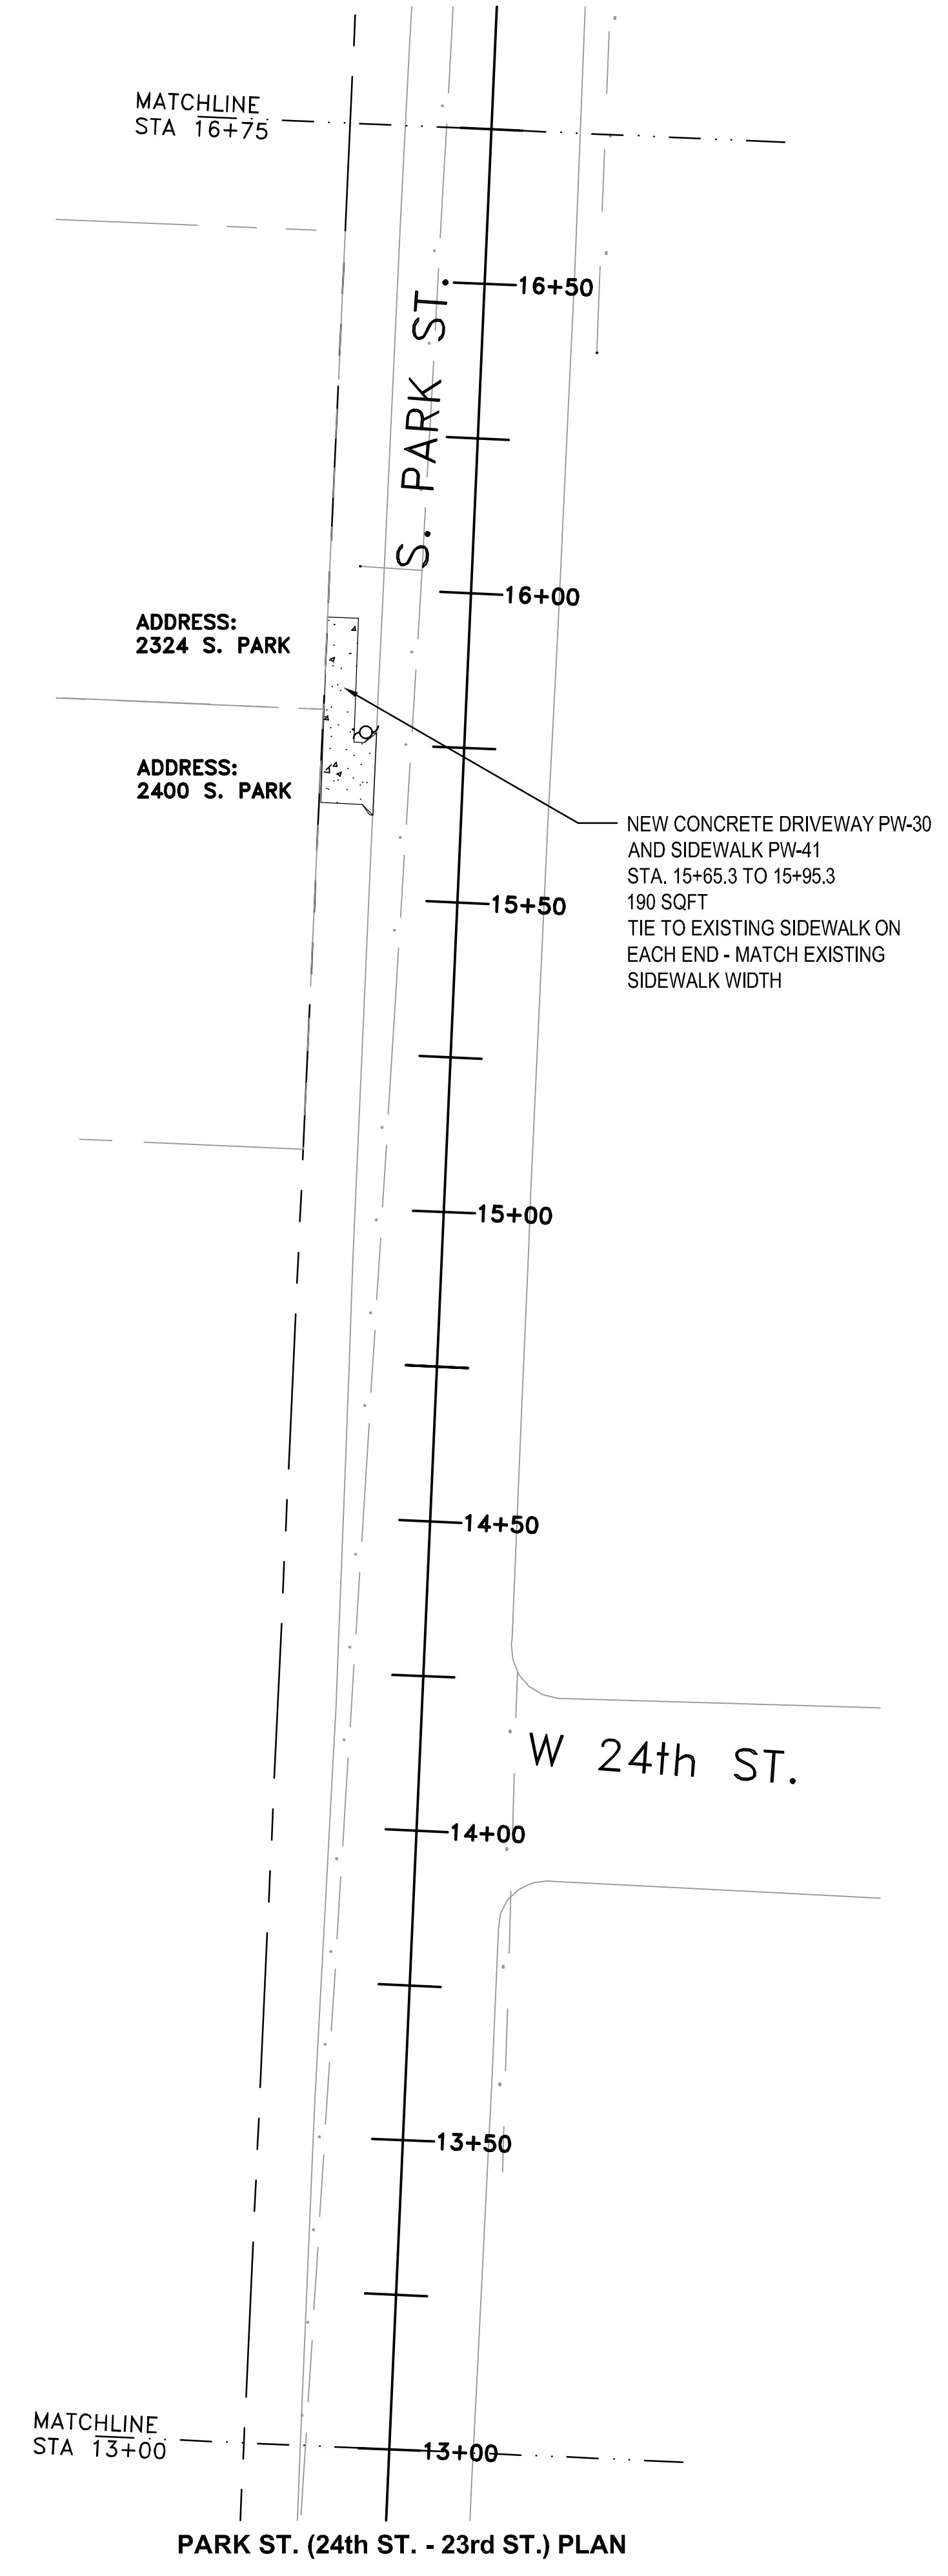 MATCHLINE
STA 16+75
16+50
S. PARK ST.
16+00
ADDRESS:
2324 S. PARK
ADDRESS:
2400 S. PARK
NEW CONCRETE DRIVEWAY PW-30
AND SIDEWALK PW-41
STA. 15+65.3 TO 15+95.3
190 SQFT
TIE TO EXISTING SIDEWALK ON
EACH END - MATCH EXISTING
SIDEWALK WIDTH
15+50
15+00
14+50
W 24th ST.
14+00
13+50
MATCHLINE
STA 13+00
13+00
PARK ST. (24th ST. - 23rd ST.) PLAN